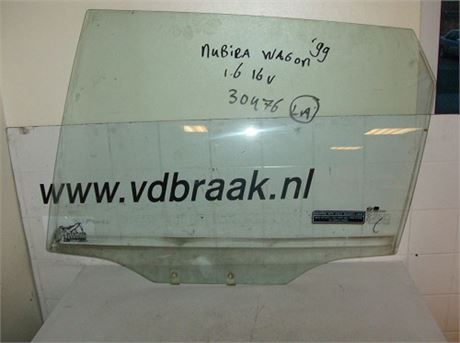 NUBIRA WAGON '99
1.6 16V
30476 LA
www.vdbraak.nl